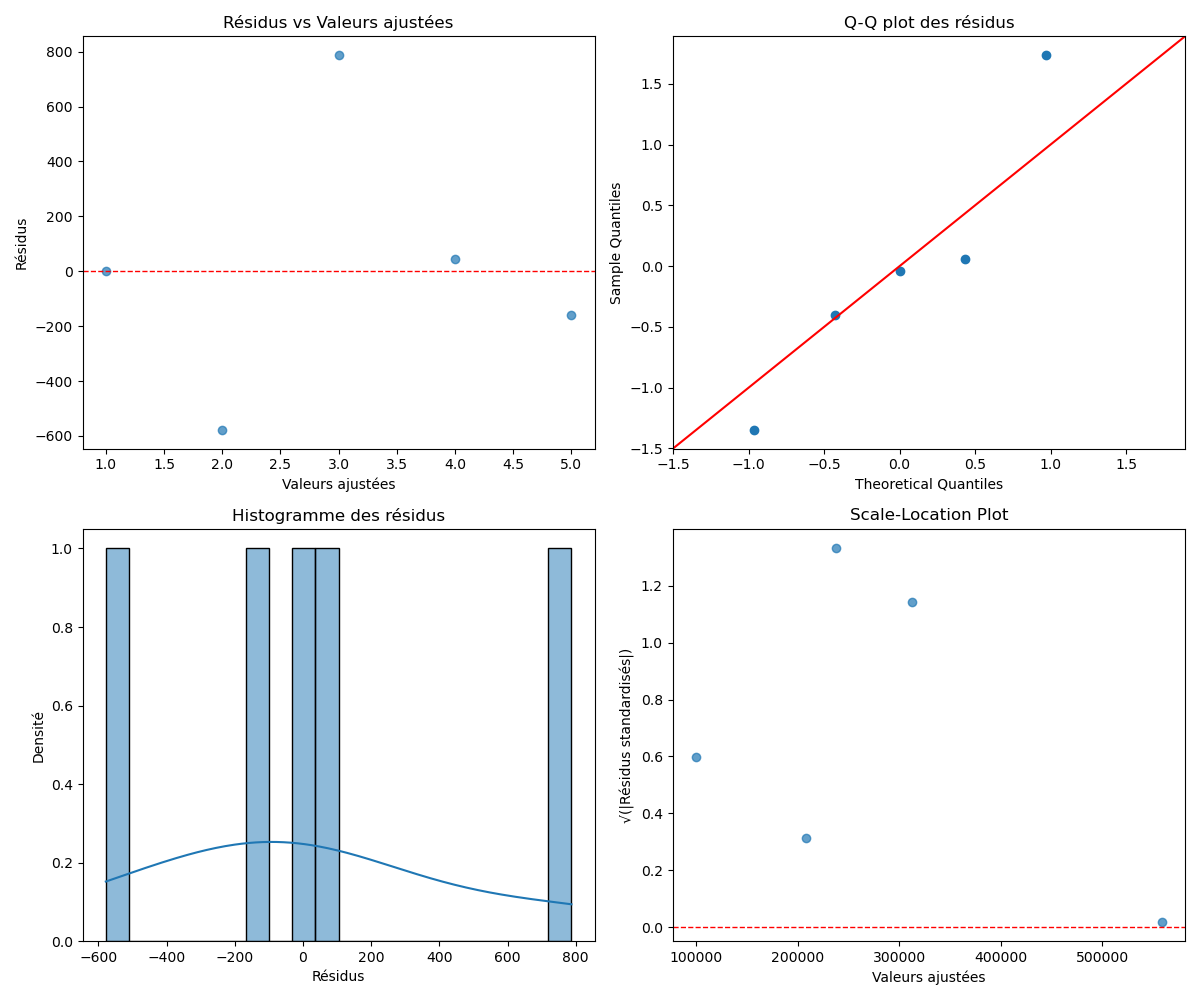 Résidus vs Valeurs ajustées
800
600
400
200
0
−200
−400
−600
Résidus
1.0 1.5 2.0 2.5 3.0 3.5 4.0 4.5 5.0
Valeurs ajustées
Q-Q plot des résidus
1.5
1.0
0.5
0.0
−0.5
−1.0
−1.5
Sample Quantiles
−1.5 −1.0 −0.5 0.0 0.5 1.0 1.5
Theoretical Quantiles
Histogramme des résidus
1.0
0.8
0.6
0.4
0.2
0.0
Densité
−600 −400 −200 0 200 400 600 800
Résidus
Scale-Location Plot
1.2
1.0
0.8
0.6
0.4
0.2
0.0
√(|Résidus standardisés|)
100000 200000 300000 400000 500000
Valeurs ajustées